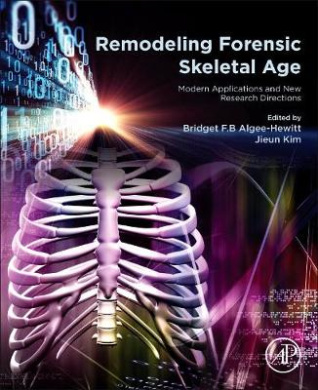 Remodeling Forensic
Skeletal Age
Modern Applications and New
Research Directions
Edited by
Bridget F.B Algee-Hewitt
Jieun Kim